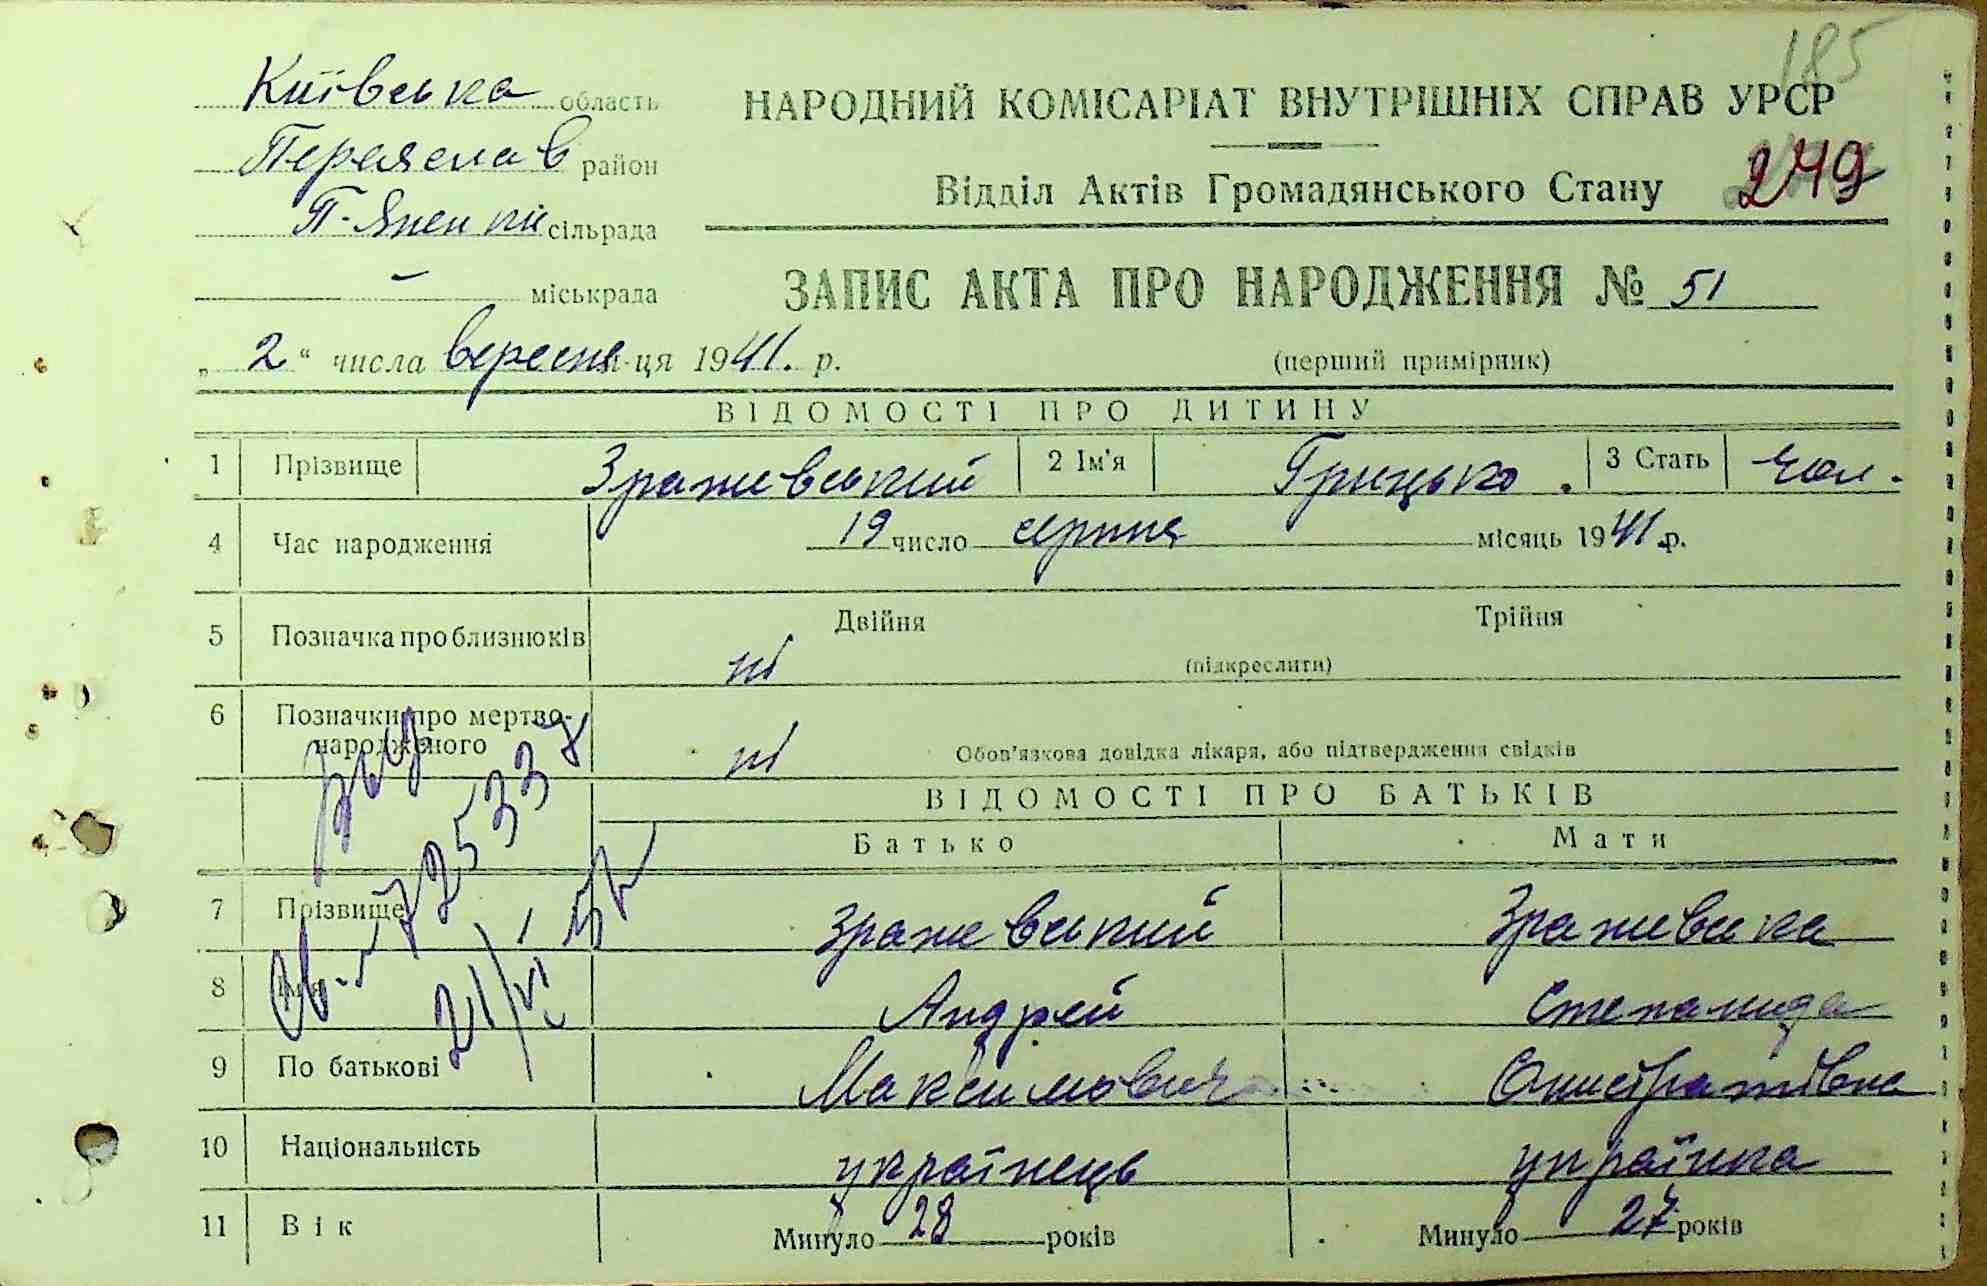 185
Київська область
НАРОДНИЙ КОМІСАРІАТ ВНУТРІШНІХ СПРАВ УРСР
Переяслав район
249
Відділ Актів Громадянського Стану
сільрада
— міськрада
ЗАПИС АКТА ПРО НАРОДЖЕННЯ № 51
„ 2 “ числа вересня м-ця 1941. р.
(перший примірник)
ВІДОМОСТІ ПРО ДИТИНУ
1 Прізвище Зражевський 2 Ім'я Грицько. 3 Стать чол.
4 Час народження 19 число серпня місяць 1941 р.
5 Позначка про близнюків ні Двійня Трійня
(підкреслити)
6 Позначки про мертвонародженого ні Обов'язкова довідка лікаря, або підтвердження свідків
ВІДОМОСТІ ПРО БАТЬКІВ
Батько Мати
7 Прізвище Зражевський Зражевська
8 Ім'я Андрей Степанида
9 По батькові Максимович
10 Національність українець українка
11 Вік Минуло 28 років Минуло 27 років